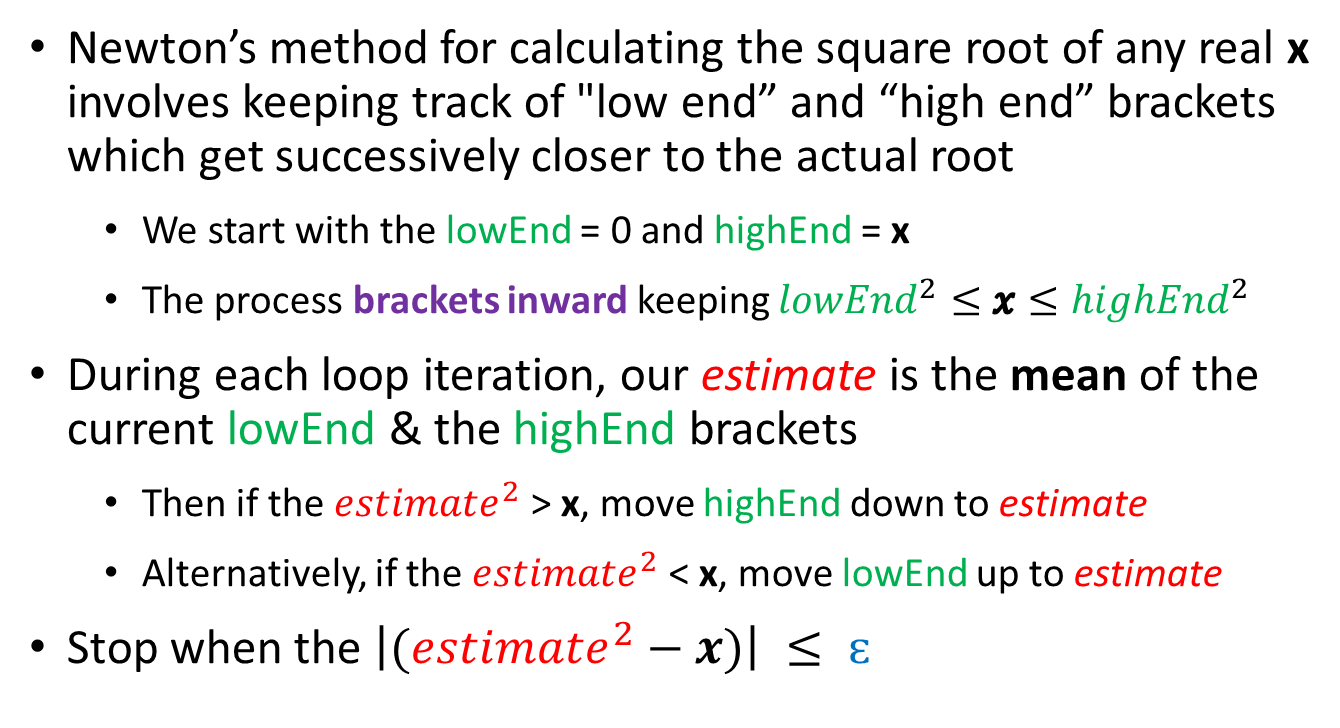 • Newton’s method for calculating the square root of any real x
involves keeping track of "low end” and “high end” brackets
which get successively closer to the actual root
• We start with the lowEnd = 0 and highEnd = x
• The process brackets inward keeping lowEnd² ≤ x ≤ highEnd²
• During each loop iteration, our estimate is the mean of the
current lowEnd & the highEnd brackets
• Then if the estimate² > x, move highEnd down to estimate
• Alternatively, if the estimate² < x, move lowEnd up to estimate
• Stop when the |(estimate² − x)| ≤ ε